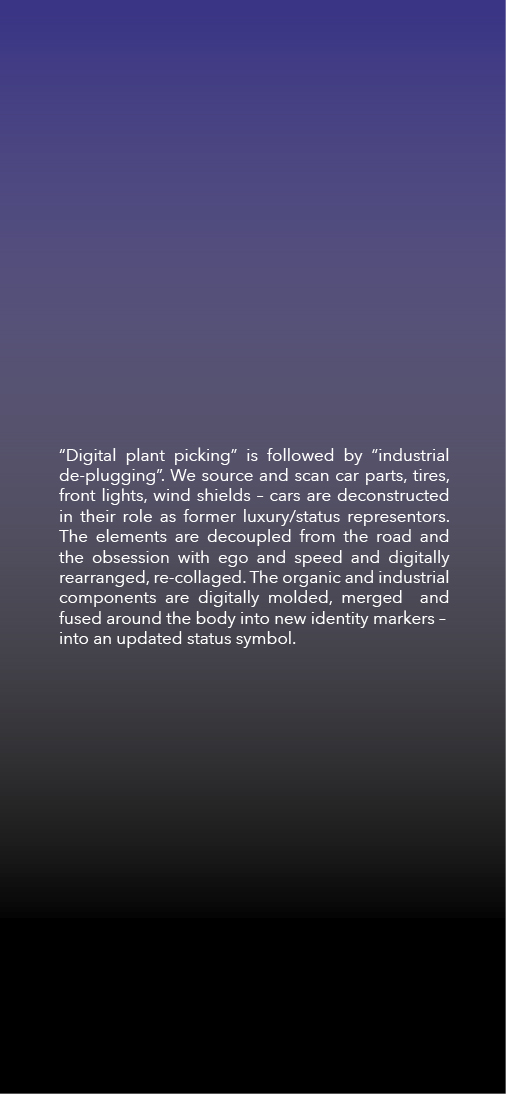 “Digital plant picking” is followed by “industrial
de-plugging”. We source and scan car parts, tires,
front lights, wind shields – cars are deconstructed
in their role as former luxury/status representors.
The elements are decoupled from the road and
the obsession with ego and speed and digitally
rearranged, re-collaged. The organic and industrial
components are digitally molded, merged  and
fused around the body into new identity markers –
into an updated status symbol.